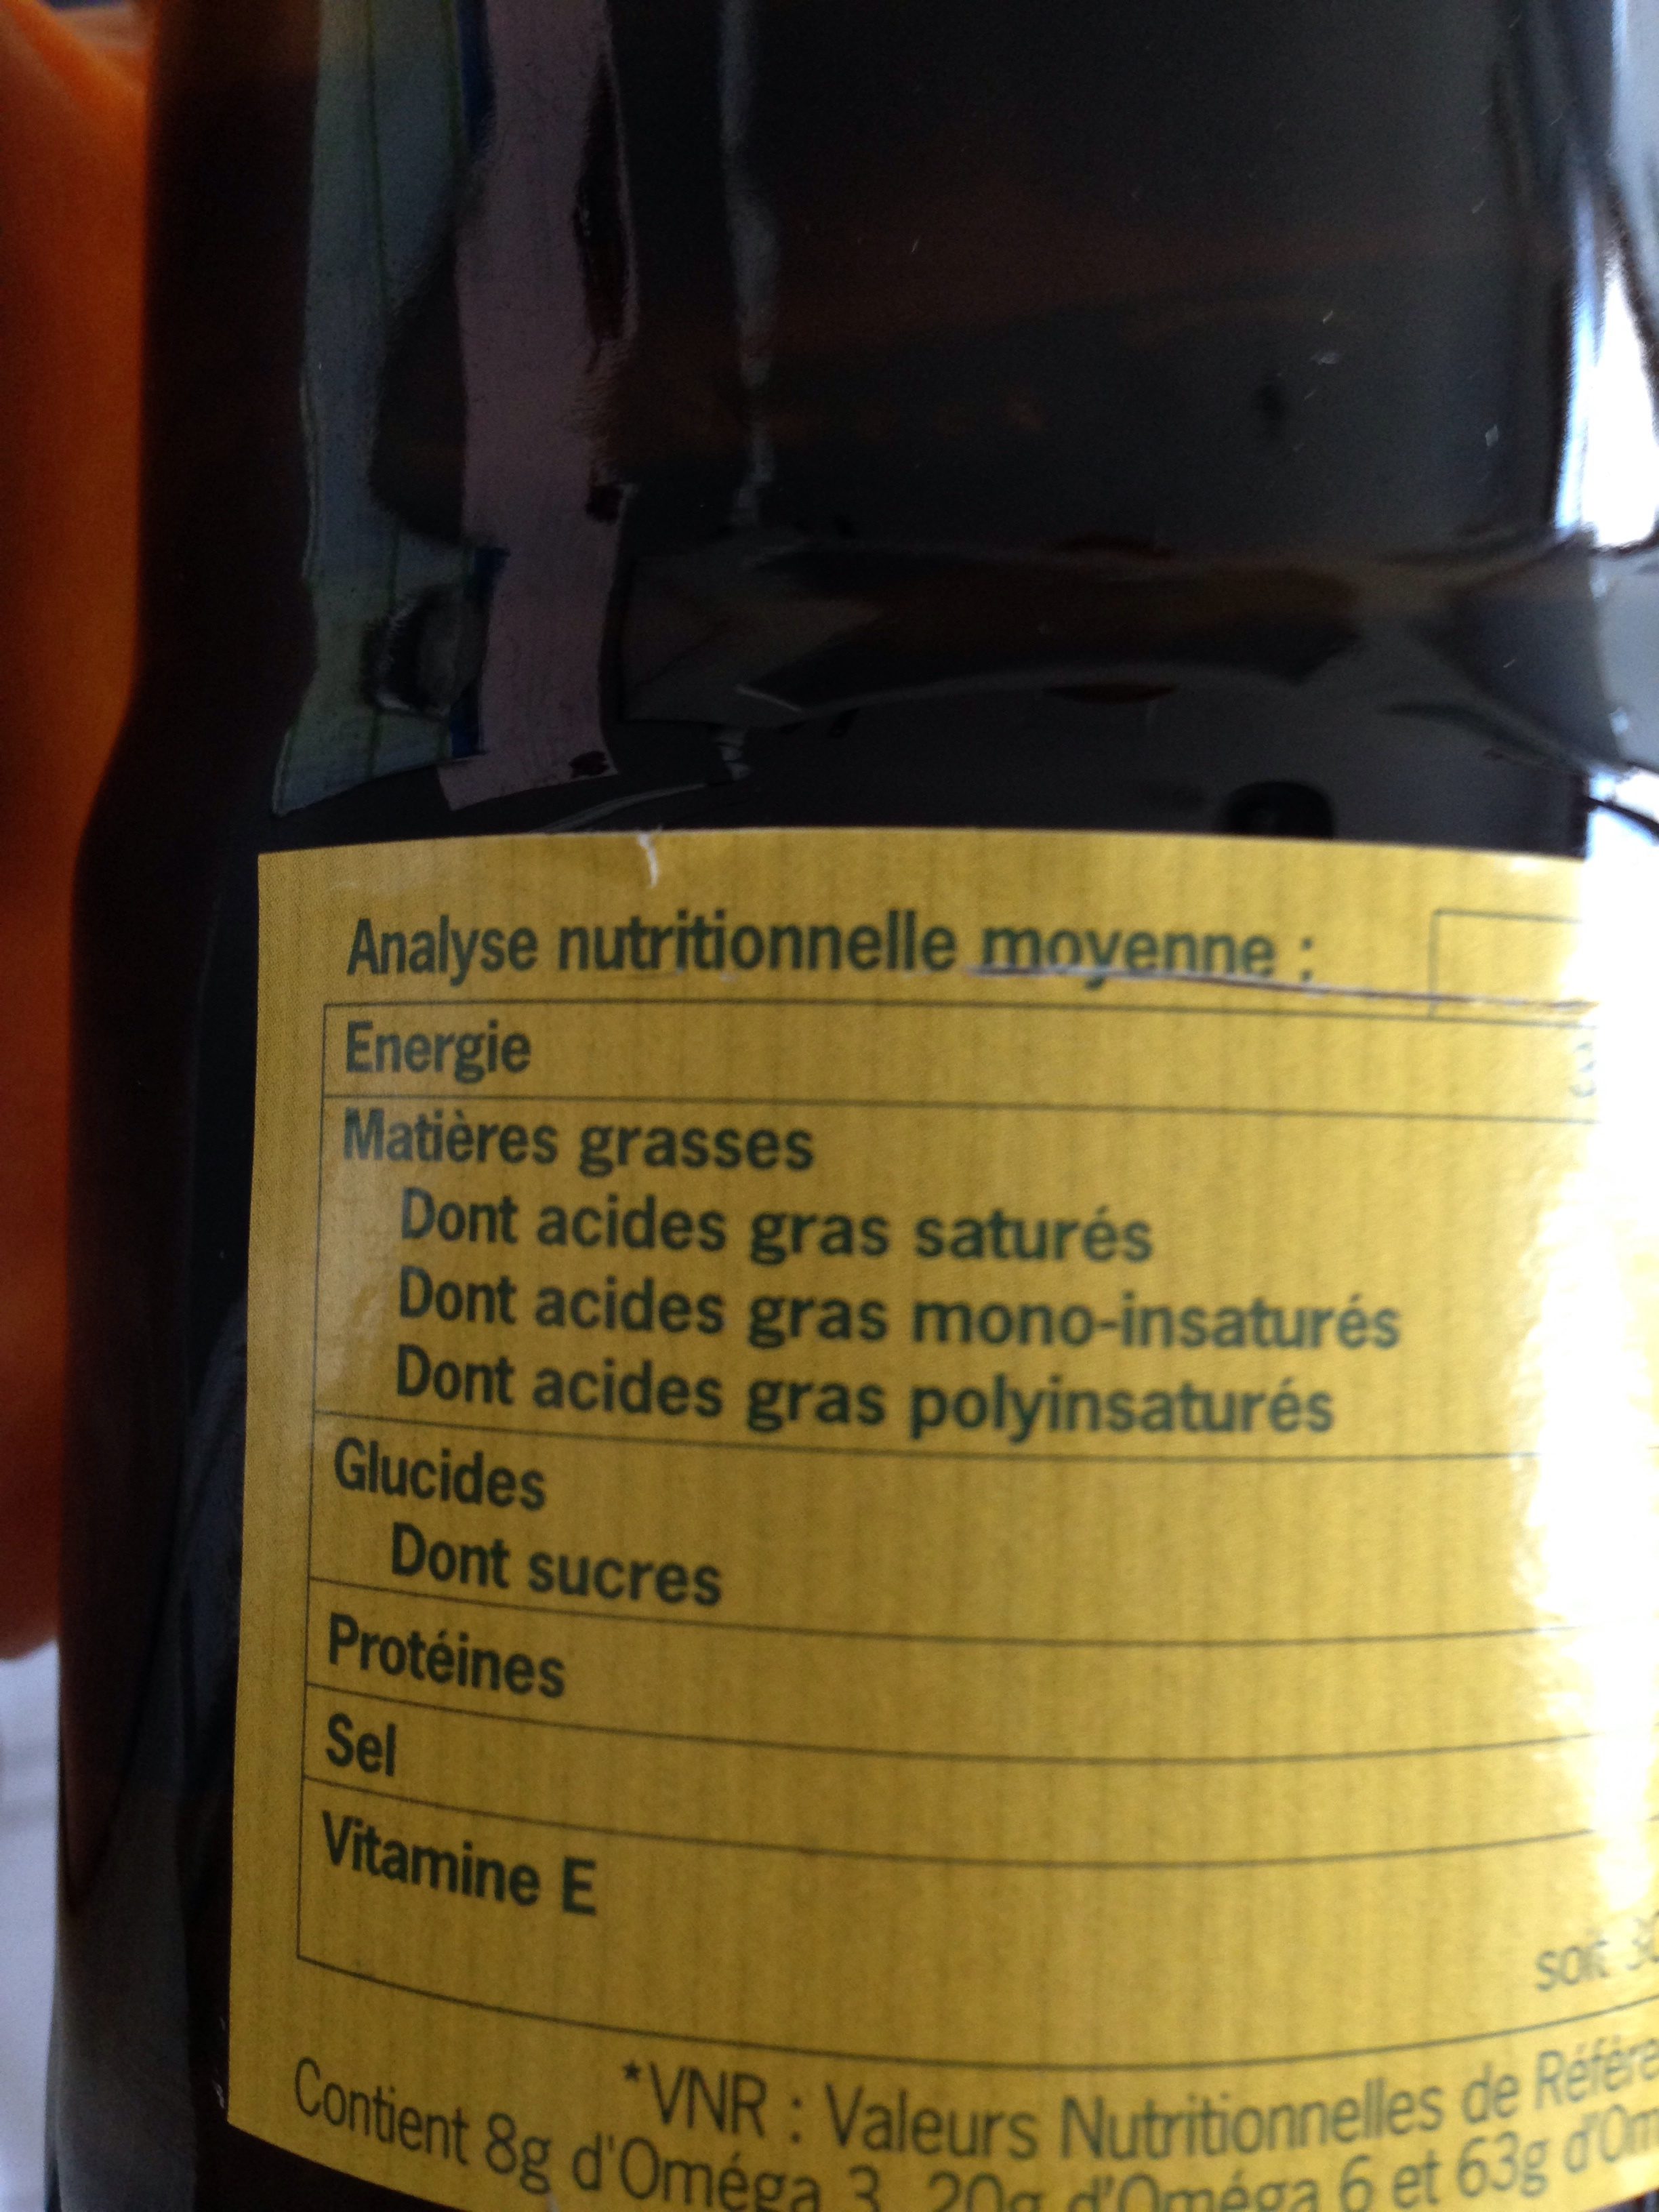 Analyse nutritionnelle moyenne :
Energie
Matières grasses
Dont acides gras saturés
Dont acides gras mono-insaturés
Dont acides gras polyinsaturés
Glucides
Dont sucres
Protéines
Sel
Vitamine E
soit
*VNR : Valeurs Nutritionnelles de
Contient 8g d'Oméga 3, 20g d'Oméga 6 et 63g